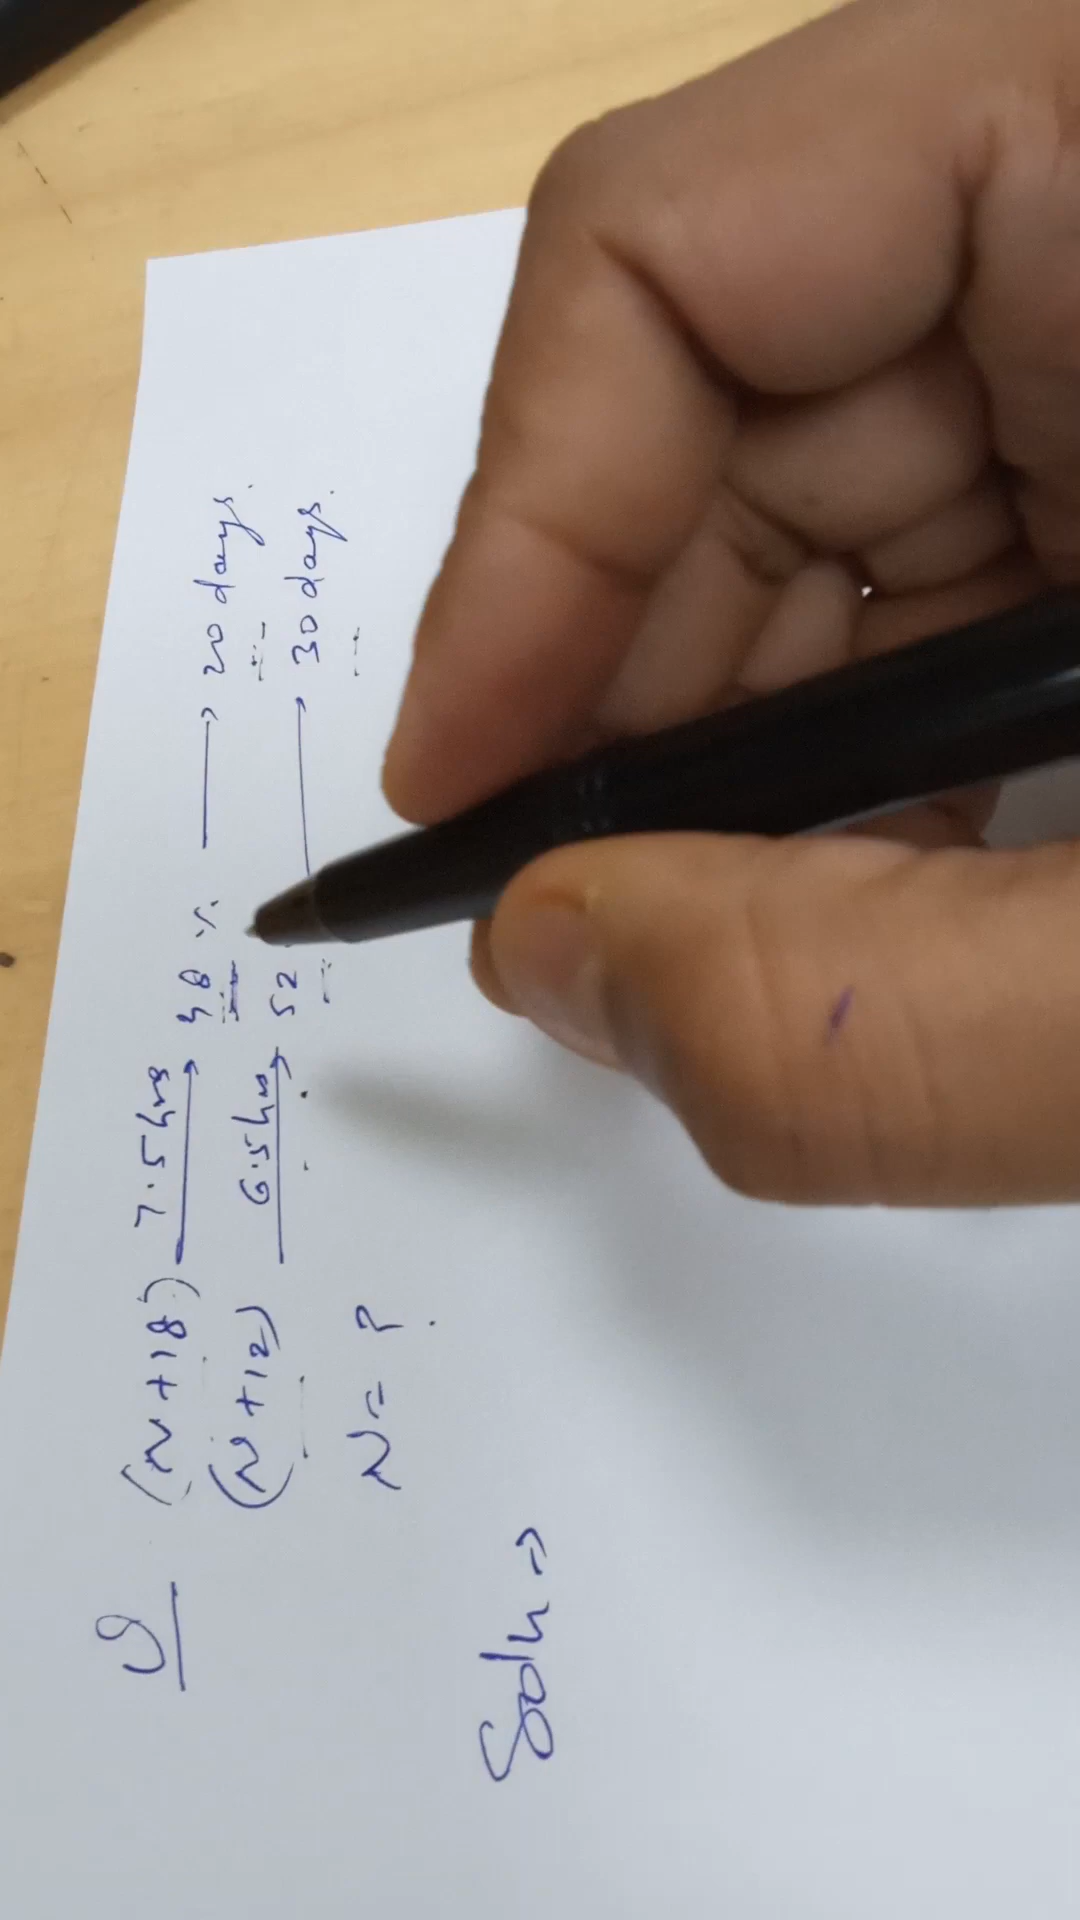 Q (N+18) 7.5hrs → 48 % → 20 days.
(N+12) 6.5hrs → 52 → 30 days.
N = ?
Soln →